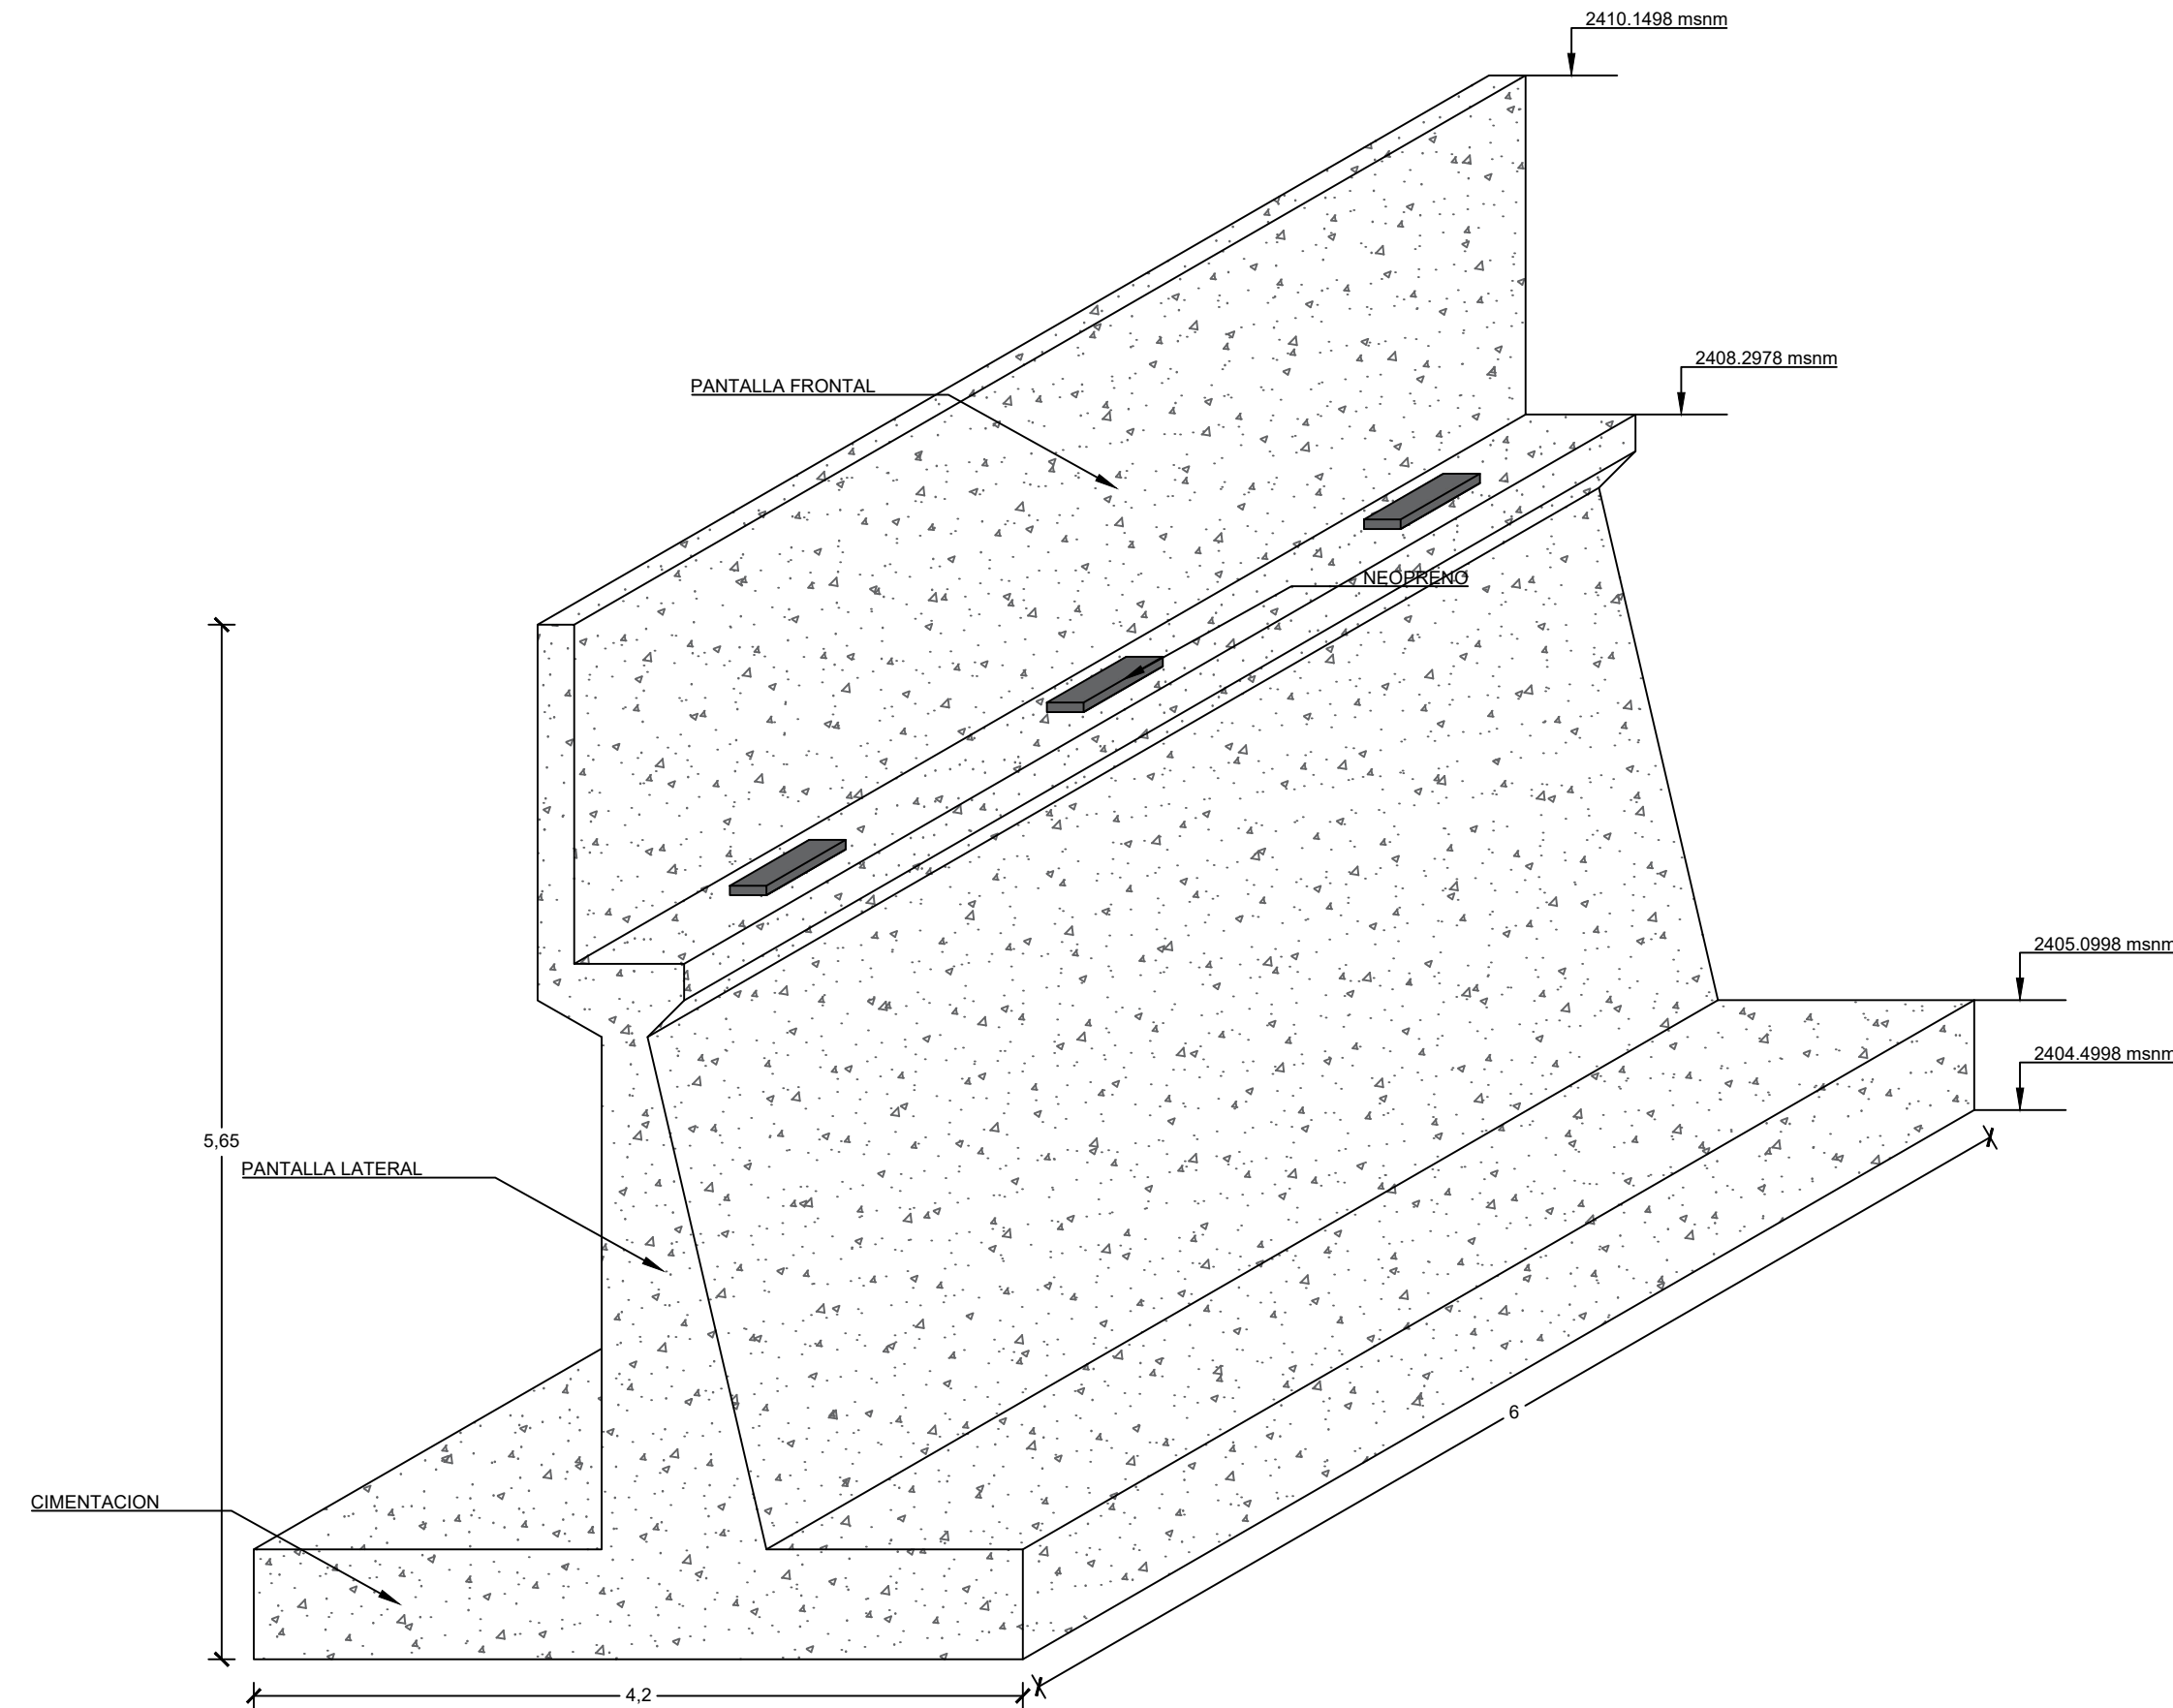 2410.1498 msnm
2408.2978 msnm
PANTALLA FRONTAL
NEOPRENO
2405.0998 msnm
2404.4998 msnm
5,65
PANTALLA LATERAL
6
CIMENTACION
4,2